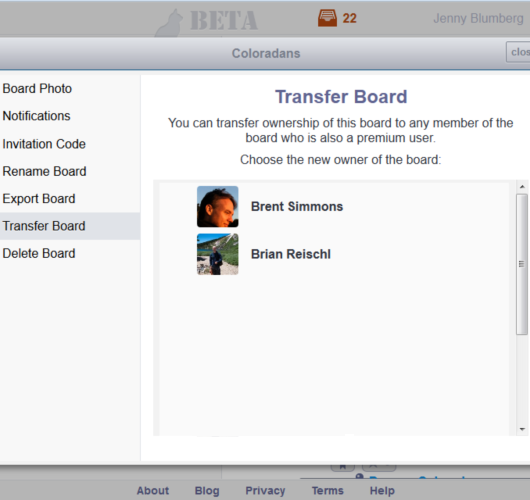 BETA
22
Jenny Blumberg
Coloradans
Board Photo
Notifications
Invitation Code
Rename Board
Export Board
Transfer Board
Delete Board
Transfer Board
You can transfer ownership of this board to any member of the
board who is also a premium user.
Choose the new owner of the board:
Brent Simmons
Brian Reischl
About Blog Privacy Terms Help